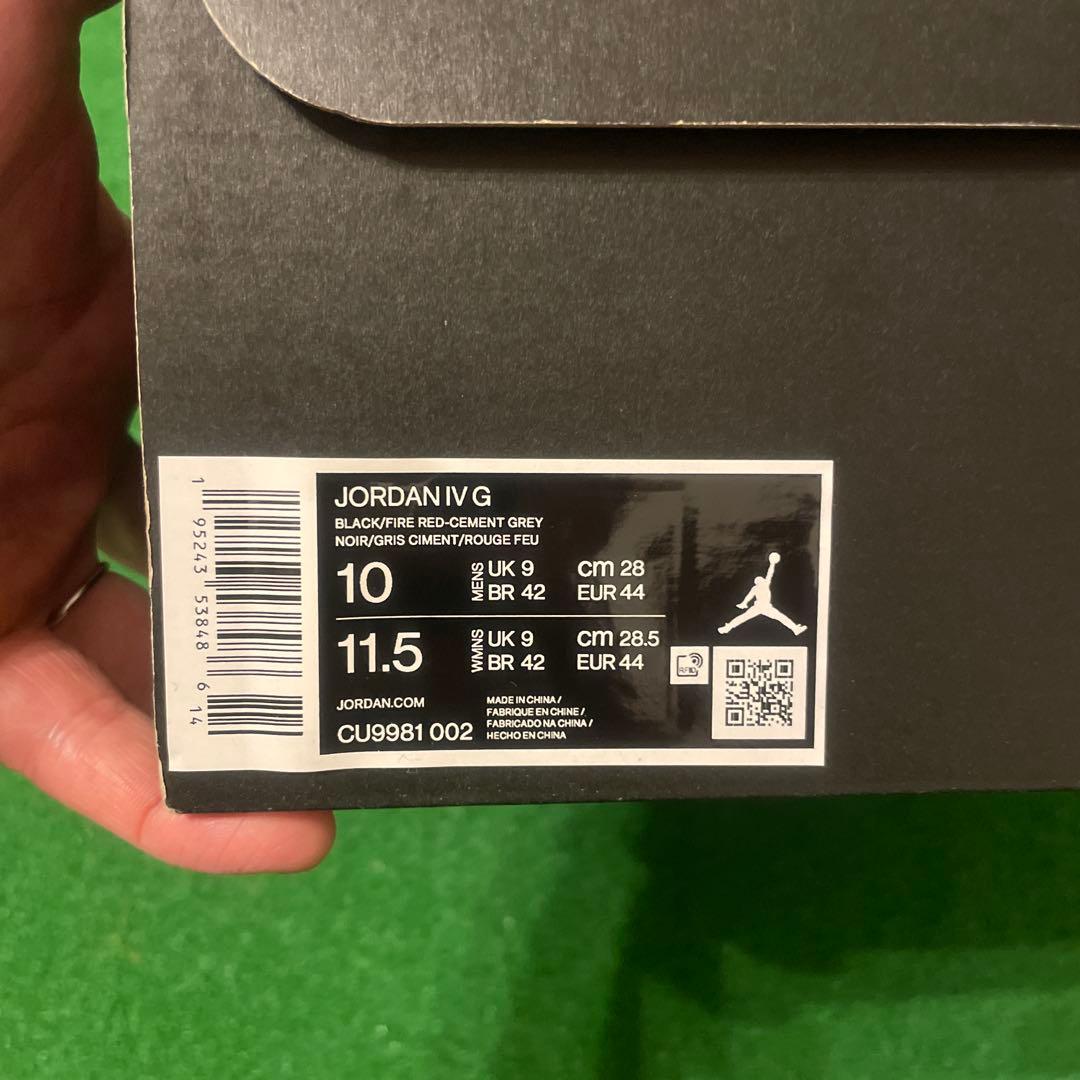 1 95243 53848 6 14
JORDAN IV G
BLACK/FIRE RED-CEMENT GREY
NOIR/GRIS CIMENT/ROUGE FEU
10 MENS UK 9 cm 28
BR 42 EUR 44
11.5 WMNS UK 9 cm 28.5
BR 42 EUR 44
RFID
JORDAN.COM
CU9981 002
MADE IN CHINA /
FABRIQUE EN CHINE /
FABRICADO NA CHINA /
HECHO EN CHINA